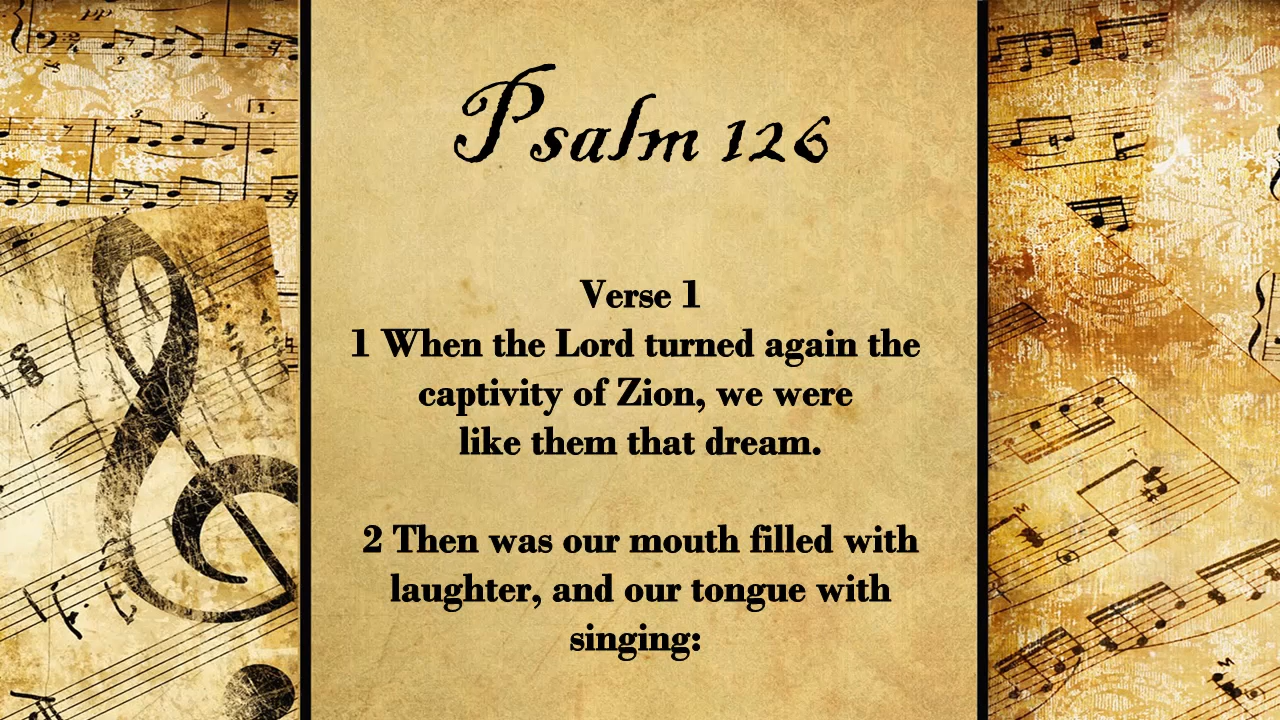 Psalm 126
Verse 1
1 When the Lord turned again the
captivity of Zion, we were
like them that dream.
2 Then was our mouth filled with
laughter, and our tongue with
singing: